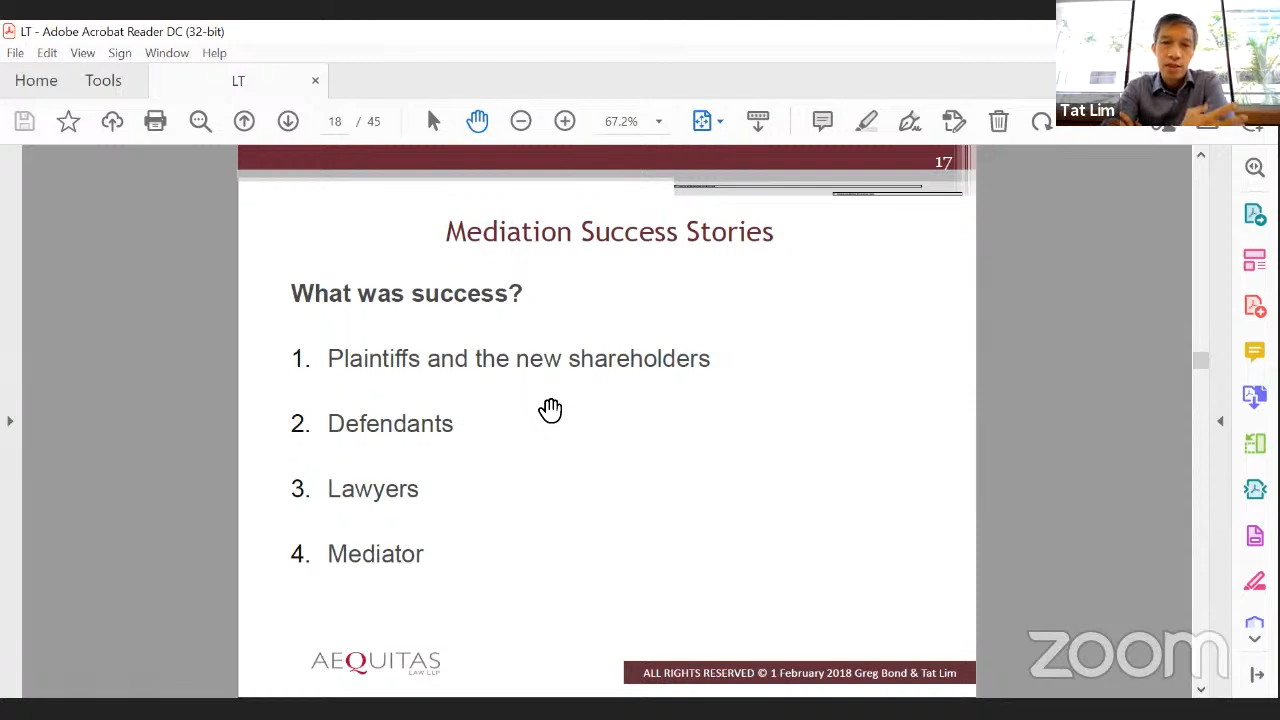 LT - Adobe Acrobat Reader DC (32-bit)
File Edit View Sign Window Help
Home Tools LT ×
18 / 45 67.2%
Tat Lim
17
Mediation Success Stories
What was success?
1. Plaintiffs and the new shareholders
2. Defendants
3. Lawyers
4. Mediator
AEQUITAS
LAW LLP
ALL RIGHTS RESERVED © 1 February 2018 Greg Bond & Tat Lim
zoom